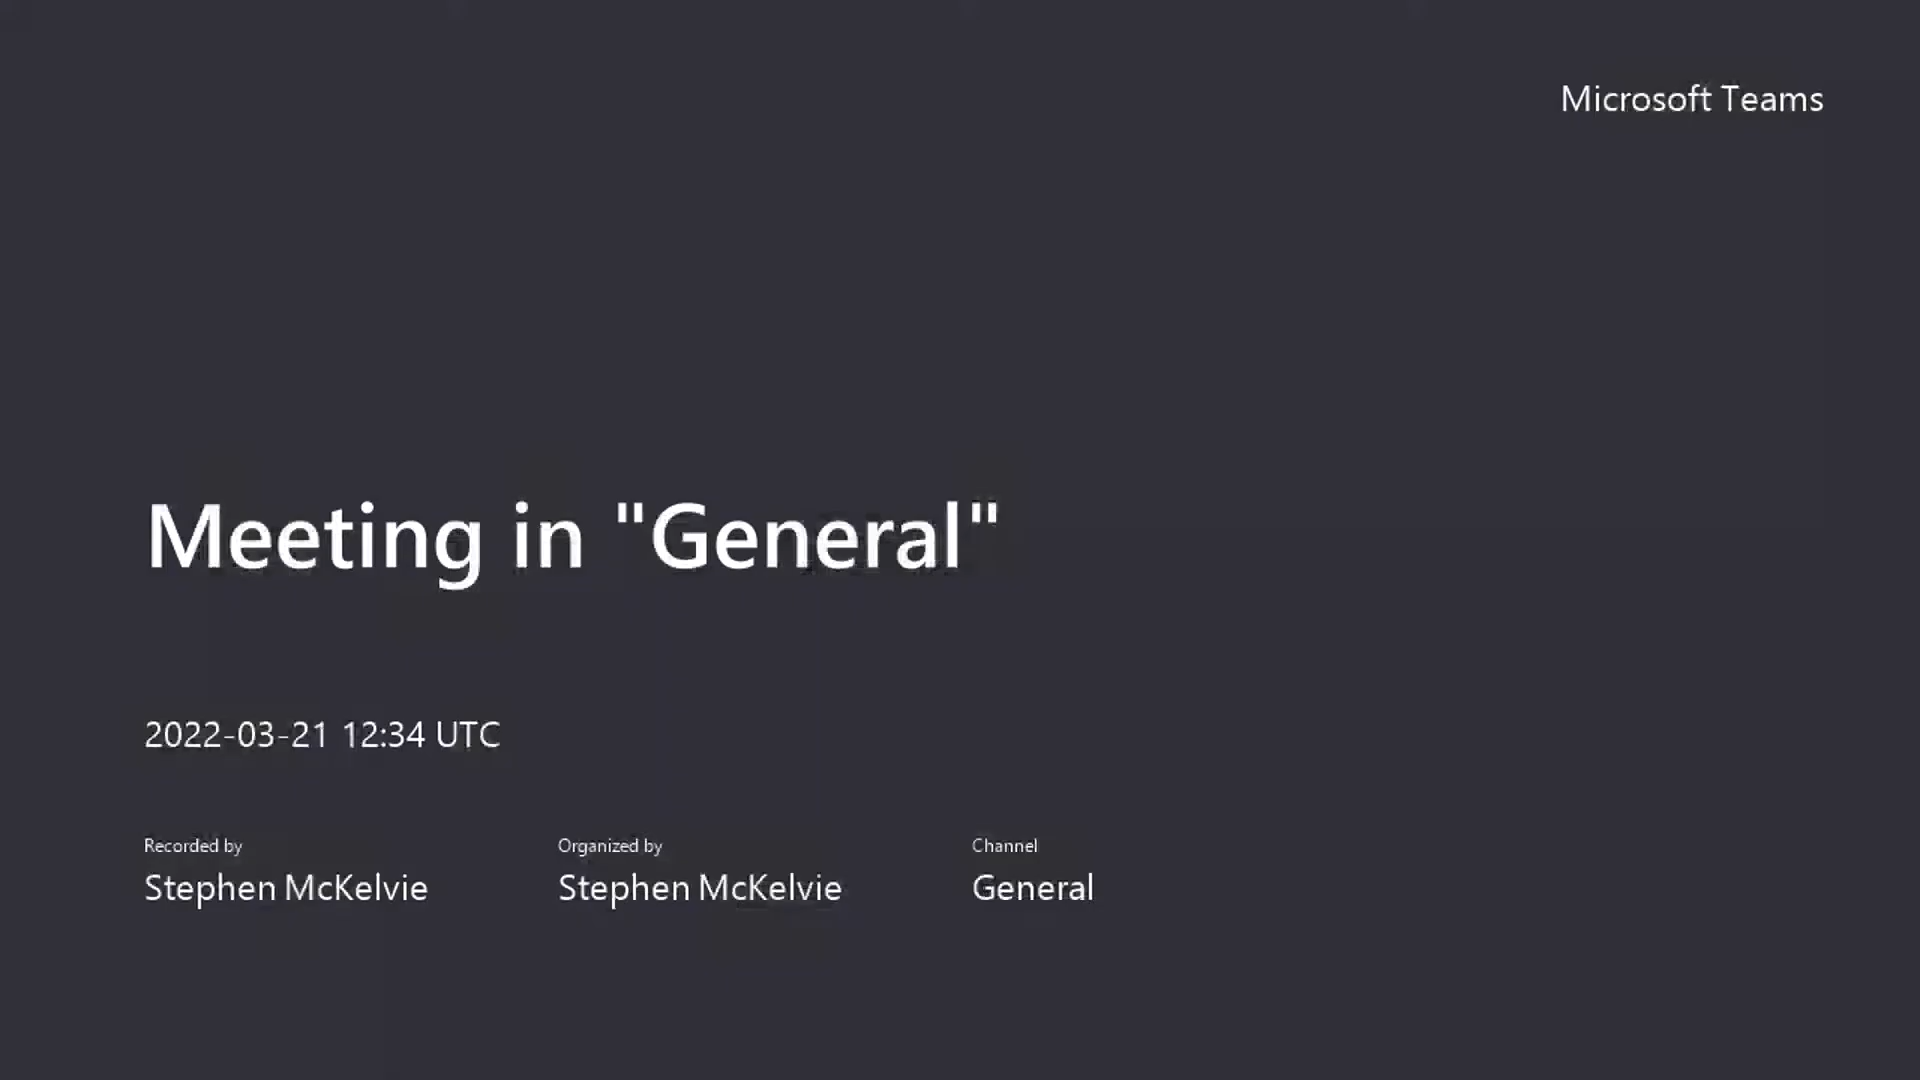 Microsoft Teams
Meeting in "General"
2022-03-21 12:34 UTC
Recorded by
Stephen McKelvie
Organized by
Stephen McKelvie
Channel
General